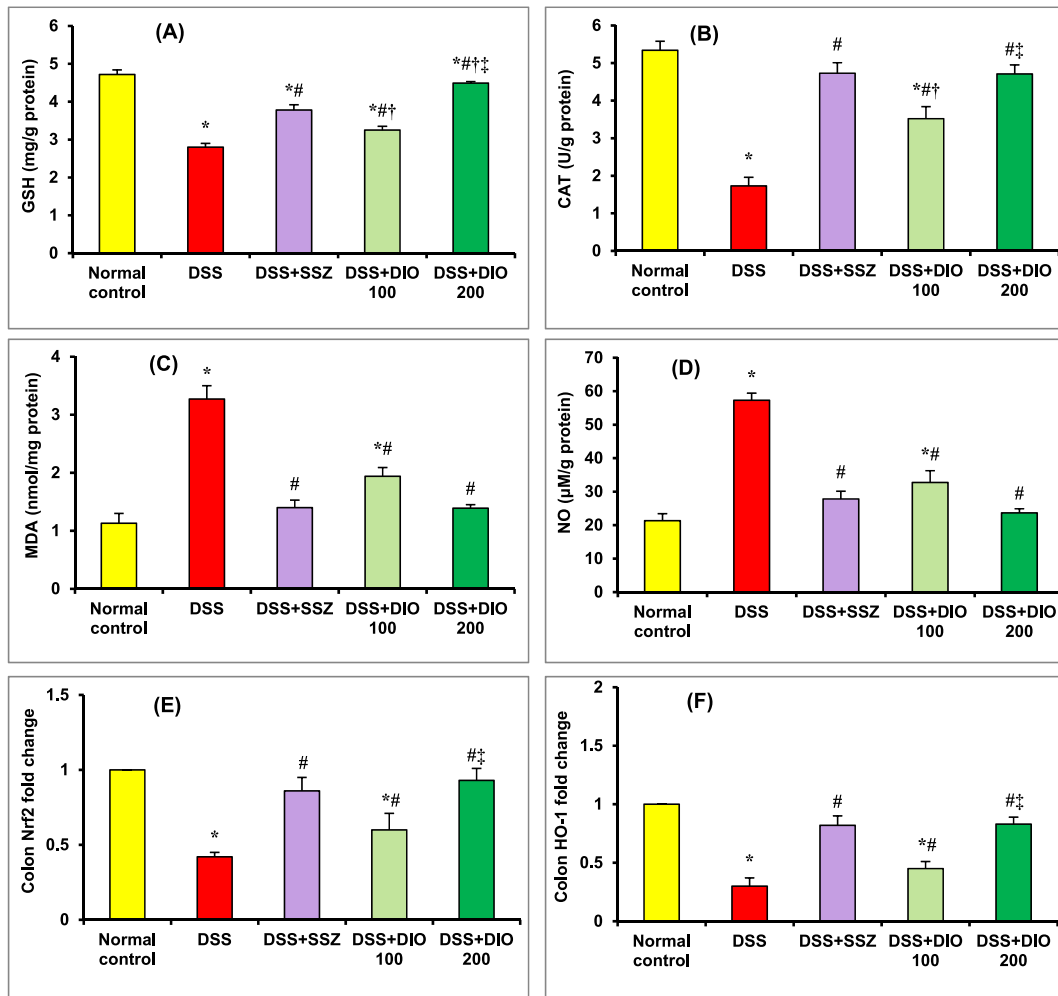 (A)
GSH (mg/g protein)
6
5
4
3
2
1
0
*
*#
*#†
*#†‡
Normal control
DSS
DSS+SSZ
DSS+DIO 100
DSS+DIO 200
(B)
CAT (U/g protein)
6
5
4
3
2
1
0
*
#
*#†
#‡
Normal control
DSS
DSS+SSZ
DSS+DIO 100
DSS+DIO 200
(C)
MDA (nmol/mg protein)
4
3
2
1
0
*
#
*#
#
Normal control
DSS
DSS+SSZ
DSS+DIO 100
DSS+DIO 200
(D)
NO (µM/g protein)
70
60
50
40
30
20
10
0
*
#
*#
#
Normal control
DSS
DSS+SSZ
DSS+DIO 100
DSS+DIO 200
(E)
Colon Nrf2 fold change
1.5
1
0.5
0
*
#
*#
#‡
Normal control
DSS
DSS+SSZ
DSS+DIO 100
DSS+DIO 200
(F)
Colon HO-1 fold change
2
1.5
1
0.5
0
*
#
*#
#‡
Normal control
DSS
DSS+SSZ
DSS+DIO 100
DSS+DIO 200